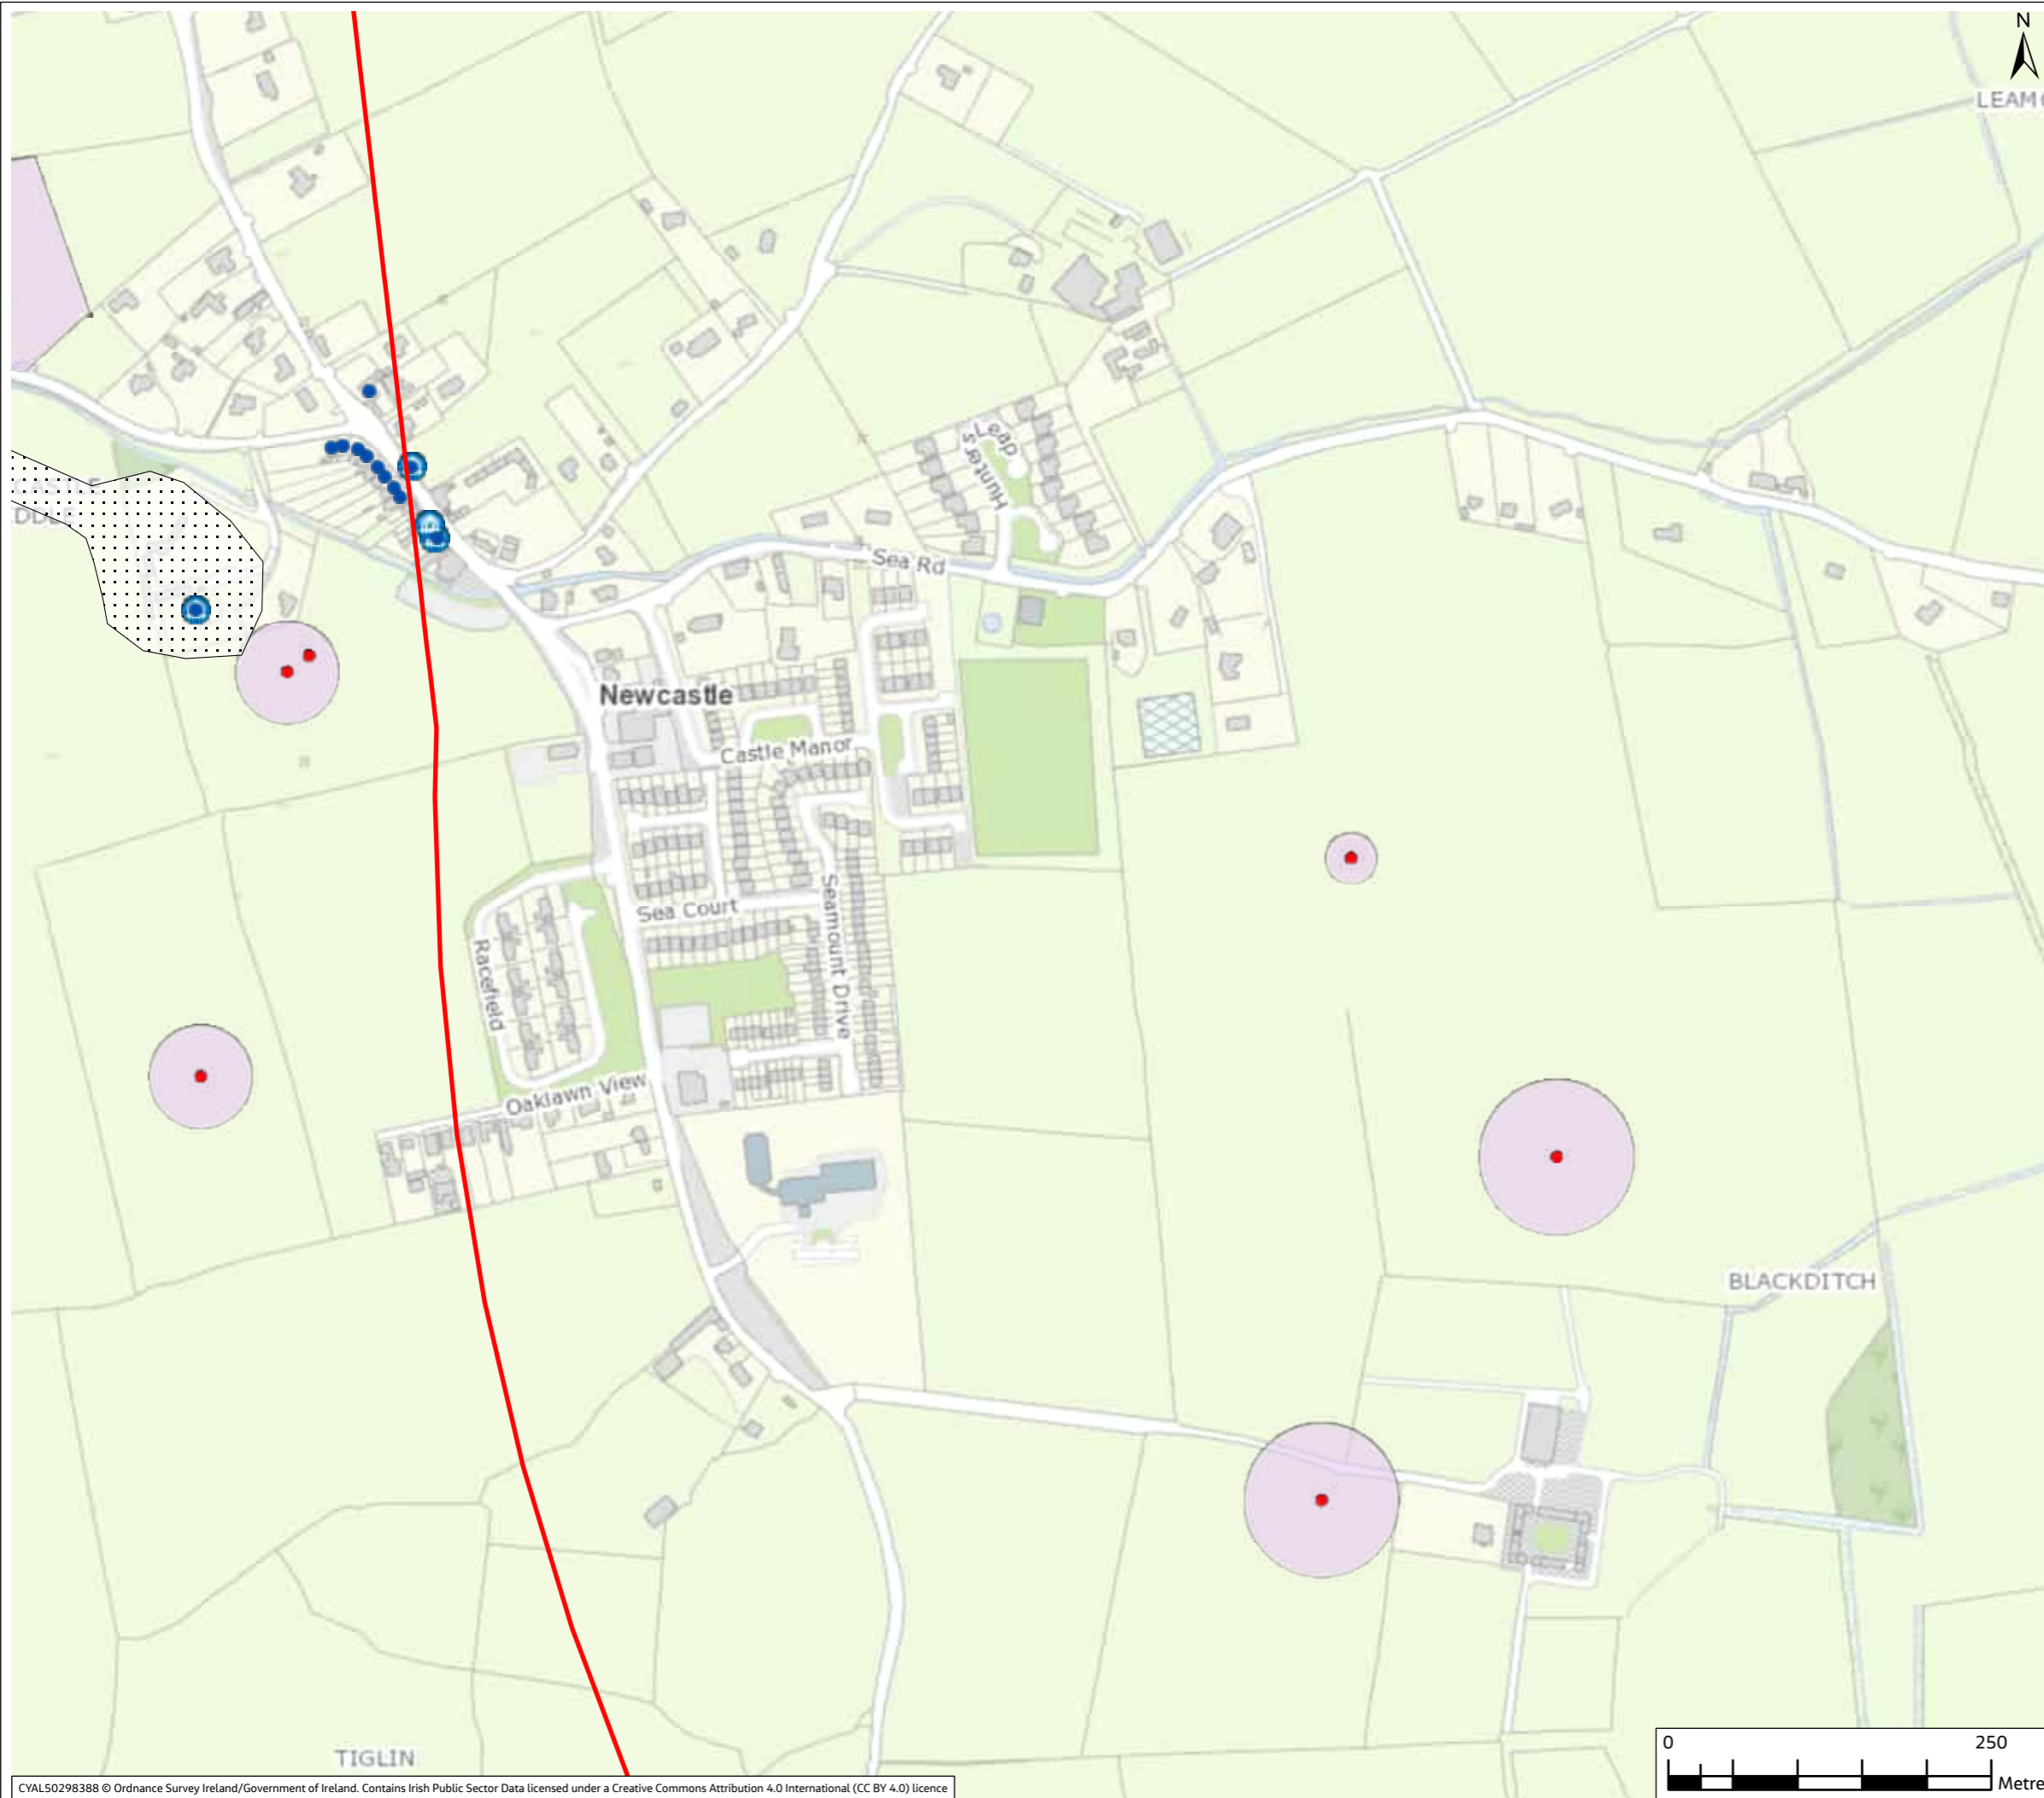 N
LEAM
CASTLE
DDLE
Hunters
Leap
Sea Rd
Newcastle
Castle Manor
Sea Court
Seamount Drive
Racefield
Oaklawn View
BLACKDITCH
TIGLIN
0 250
Metre
CYAL50298388 © Ordnance Survey Ireland/Government of Ireland. Contains Irish Public Sector Data licensed under a Creative Commons Attribution 4.0 International (CC BY 4.0) licence